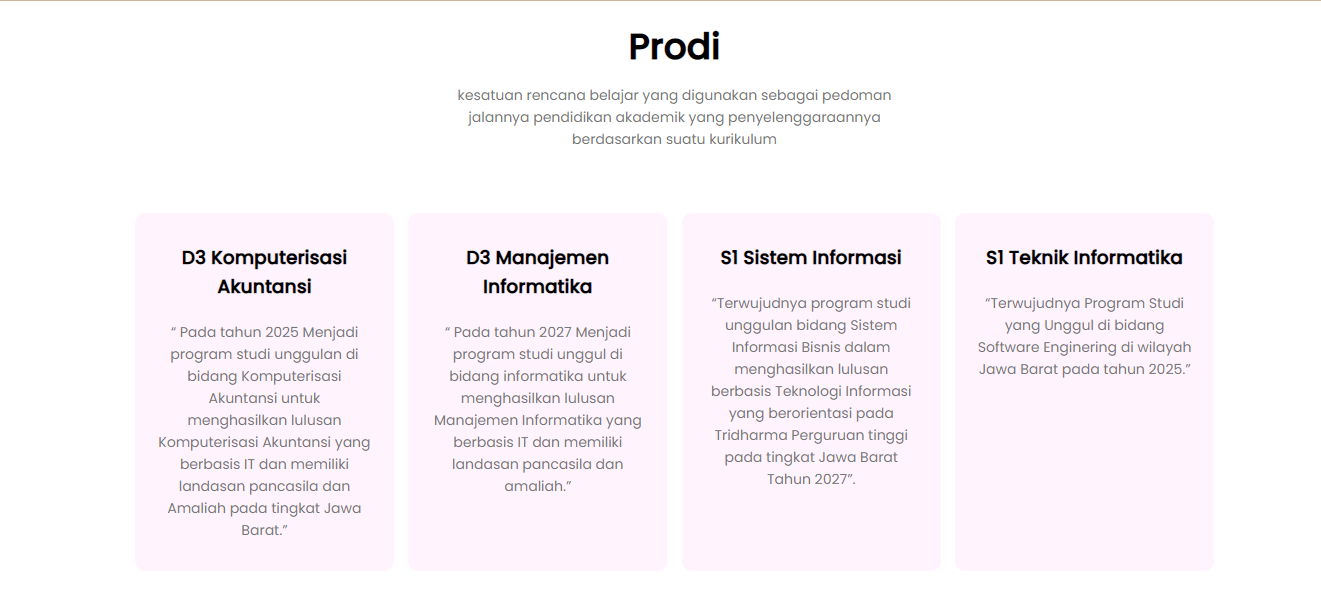 Prodi
kesatuan rencana belajar yang digunakan sebagai pedoman
jalannya pendidikan akademik yang penyelenggaraannya
berdasarkan suatu kurikulum
D3 Komputerisasi
Akuntansi
“ Pada tahun 2025 Menjadi
program studi unggulan di
bidang Komputerisasi
Akuntansi untuk
menghasilkan lulusan
Komputerisasi Akuntansi yang
berbasis IT dan memiliki
landasan pancasila dan
Amaliah pada tingkat Jawa
Barat.”
D3 Manajemen
Informatika
“ Pada tahun 2027 Menjadi
program studi unggul di
bidang informatika untuk
menghasilkan lulusan
Manajemen Informatika yang
berbasis IT dan memiliki
landasan pancasila dan
amaliah.”
S1 Sistem Informasi
“Terwujudnya program studi
unggulan bidang Sistem
Informasi Bisnis dalam
menghasilkan lulusan
berbasis Teknologi Informasi
yang berorientasi pada
Tridharma Perguruan tinggi
pada tingkat Jawa Barat
Tahun 2027”.
S1 Teknik Informatika
“Terwujudnya Program Studi
yang Unggul di bidang
Software Enginering di wilayah
Jawa Barat pada tahun 2025.”